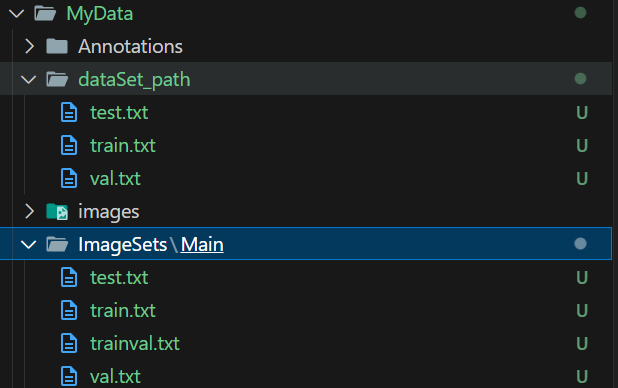 MyData
Annotations
dataSet_path
test.txt U
train.txt U
val.txt U
images
ImageSets\Main
test.txt U
train.txt U
trainval.txt U
val.txt U